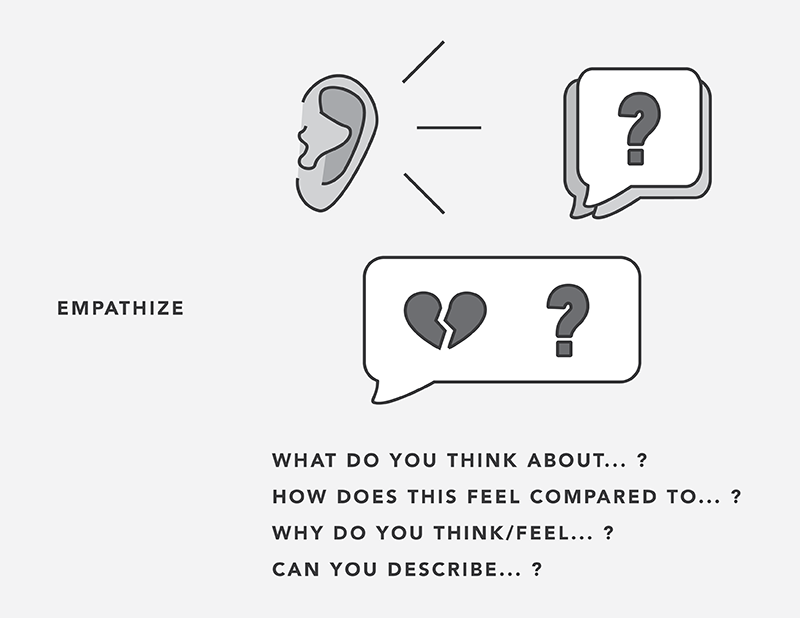 ?
EMPATHIZE
?
WHAT DO YOU THINK ABOUT... ?
HOW DOES THIS FEEL COMPARED TO... ?
WHY DO YOU THINK/FEEL... ?
CAN YOU DESCRIBE... ?